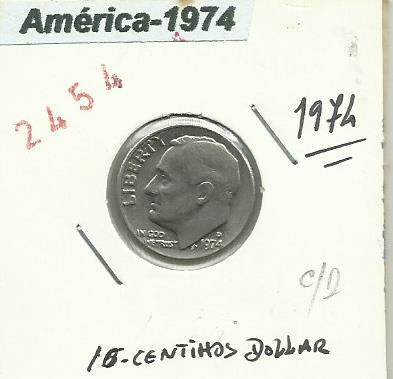 América-1974
2454
1974
LIBERTY
IN GOD
WE TRUST
D
1974
C/D
10-CENTIMOS DOLLAR